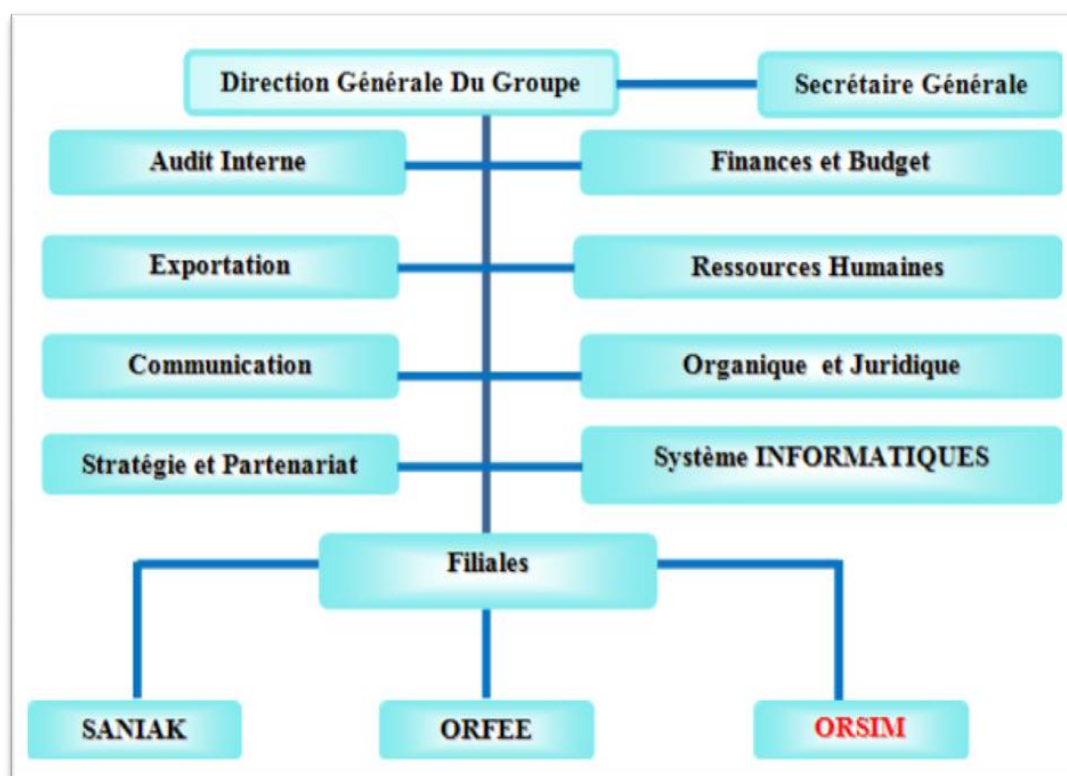 Direction Générale Du Groupe
Secrétaire Générale
Audit Interne
Finances et Budget
Exportation
Ressources Humaines
Communication
Organique et Juridique
Stratégie et Partenariat
Système INFORMATIQUES
Filiales
SANIAK
ORFEE
ORSIM